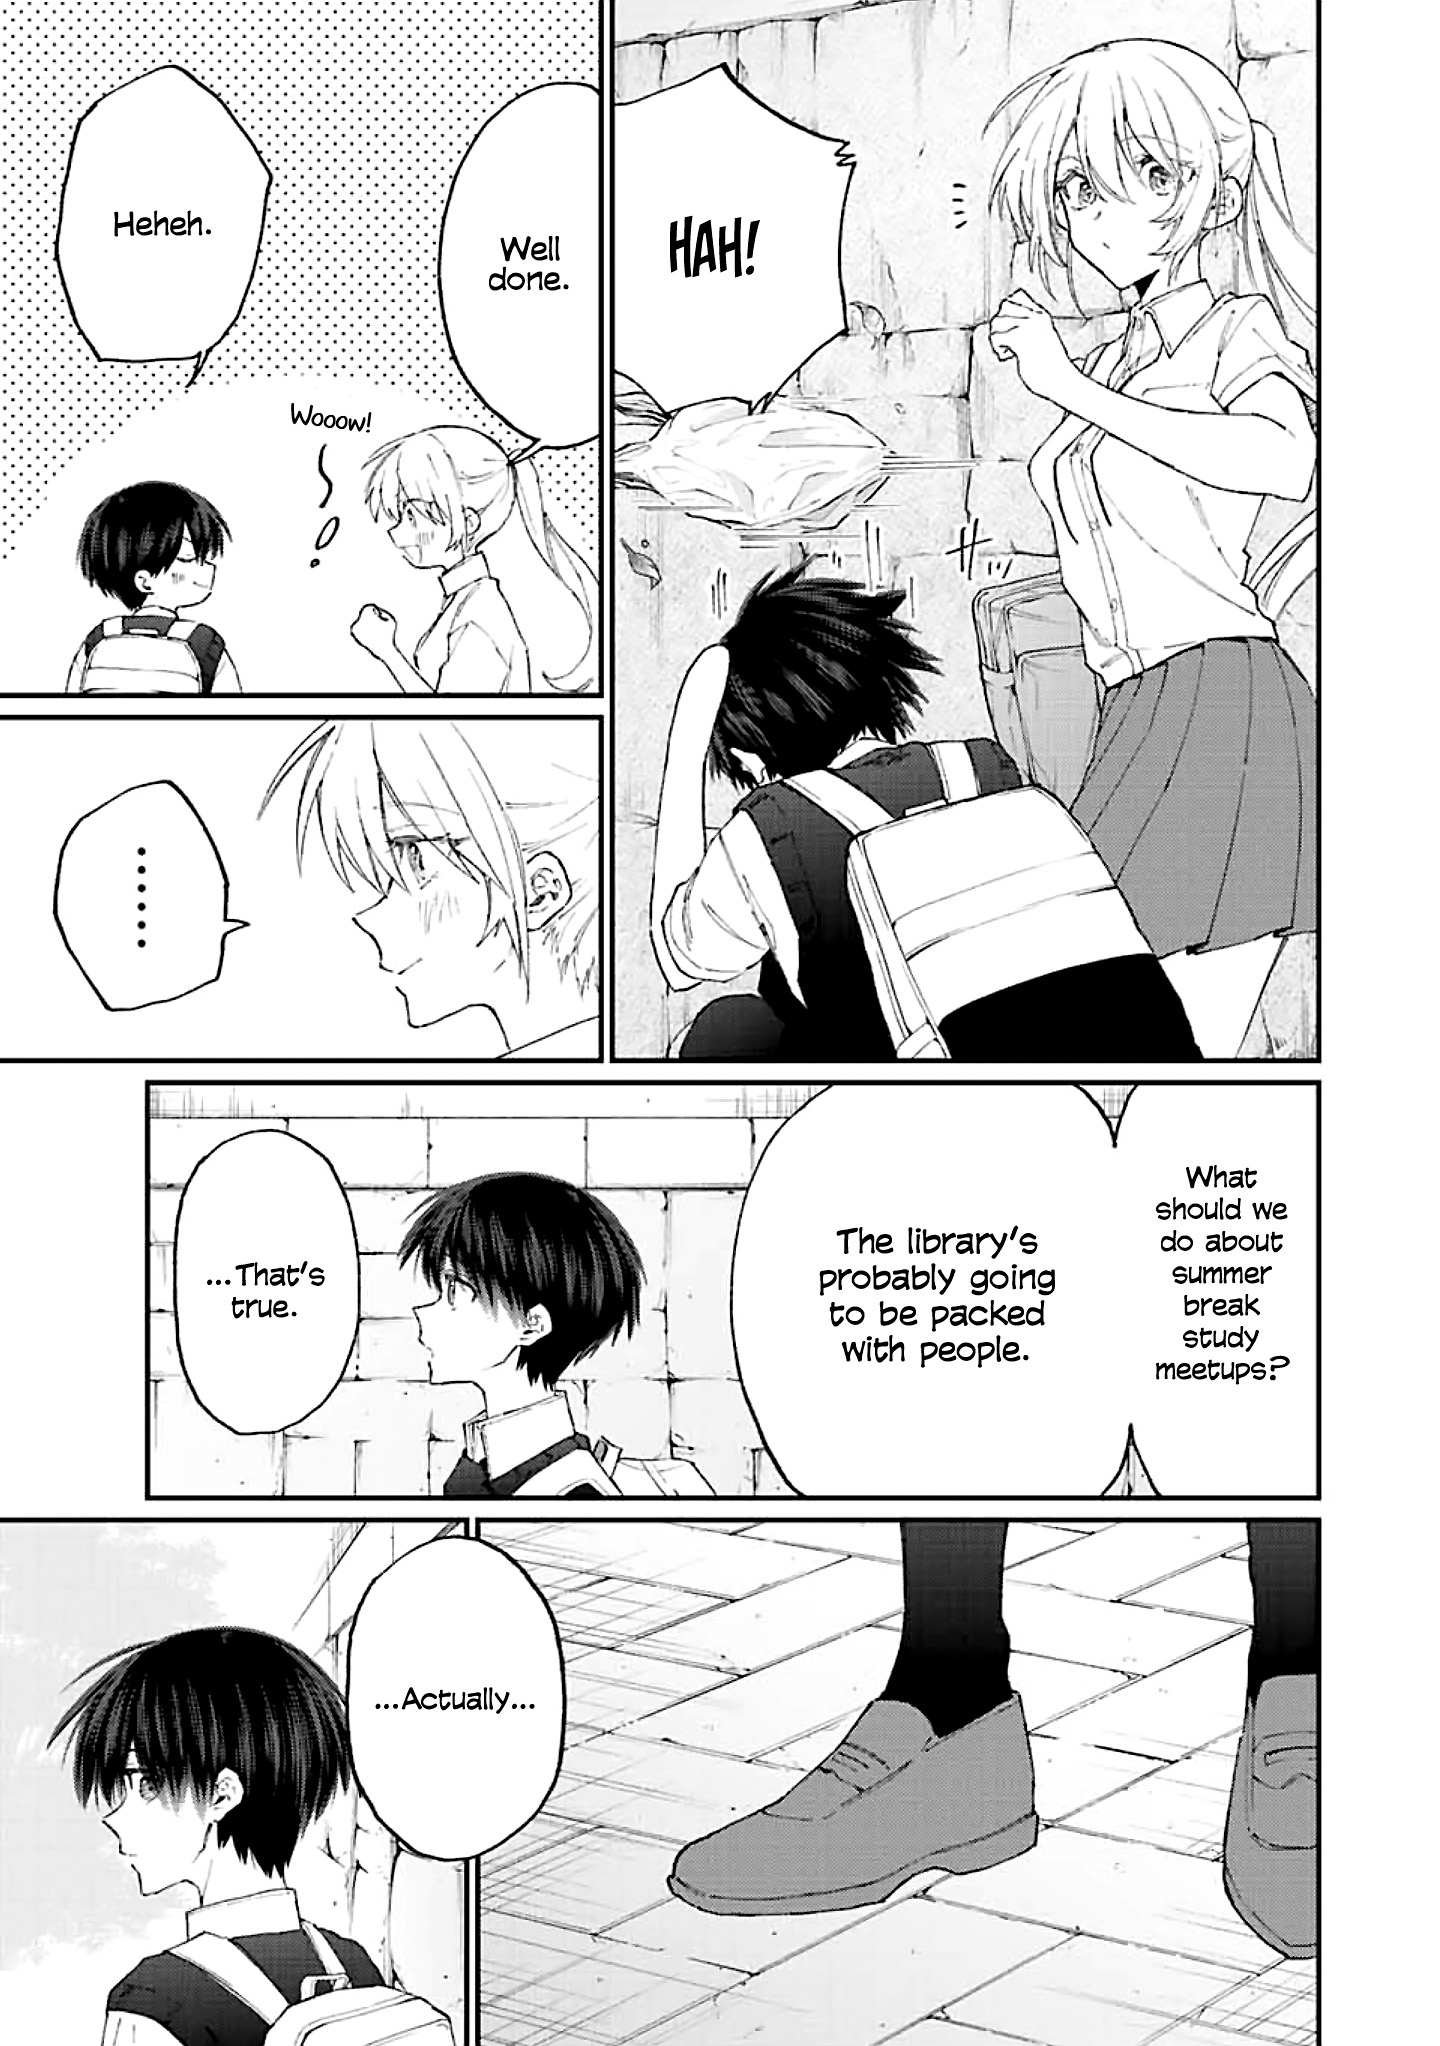 HAH!
Well
done.
Wooow!
Heheh.
......
What
should we
do about
summer
break
study
meetups?
The library's
probably going
to be packed
with people.
...That's
true.
...Actually...